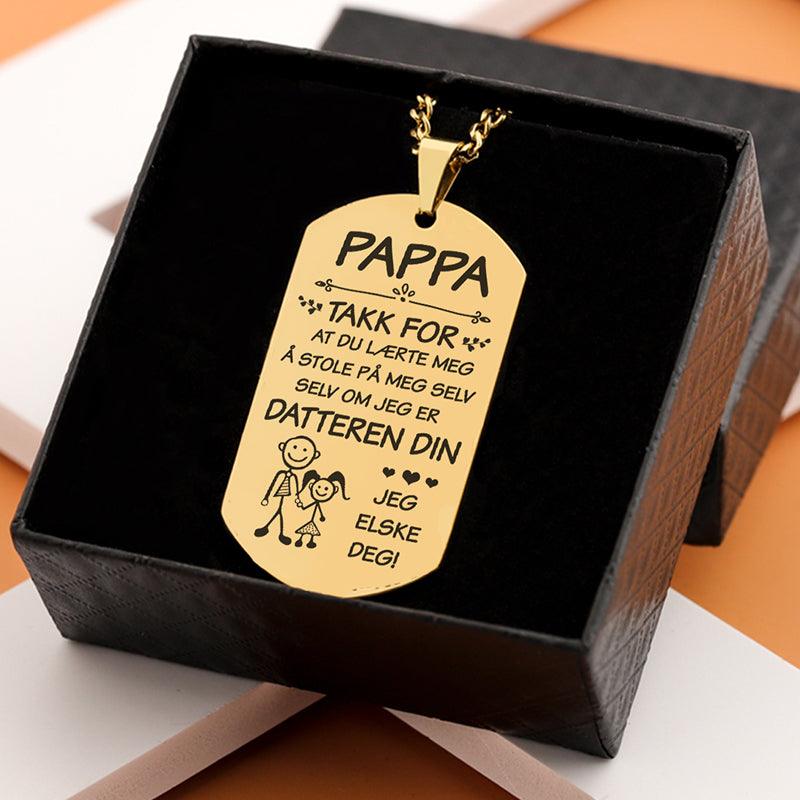 PAPPA
TAKK FOR
AT DU LÆRTE MEG
Å STOLE PÅ MEG SELV
SELV OM JEG ER
DATTEREN DIN
JEG
ELSKE
DEG!